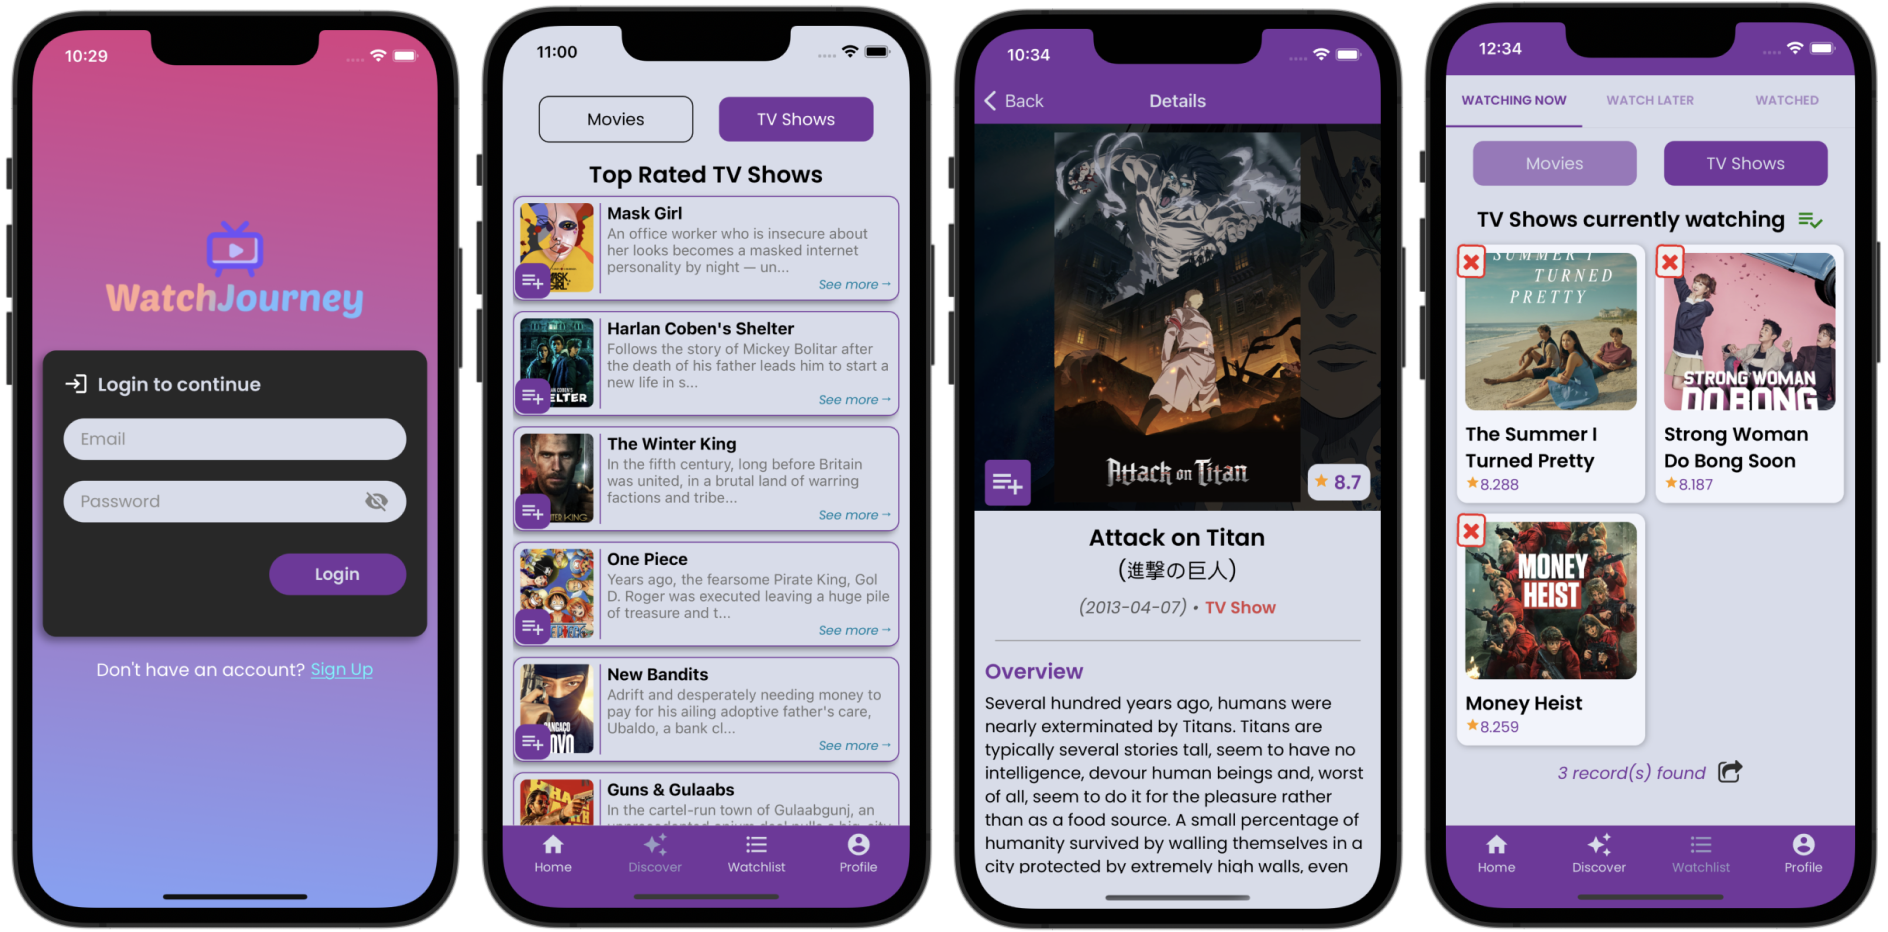 10:29
WatchJourney
Login to continue
Email
Password
Login
Don't have an account? Sign Up
11:00
Movies
TV Shows
Top Rated TV Shows
Mask Girl
An office worker who is insecure about
her looks becomes a masked internet
personality by night — un...
See more →
Harlan Coben's Shelter
Follows the story of Mickey Bolitar after
the death of his father leads him to start a
new life in s...
See more →
The Winter King
In the fifth century, long before Britain
was united, in a brutal land of warring
factions and tribe...
See more →
One Piece
Years ago, the fearsome Pirate King, Gol
D. Roger was executed leaving a huge pile
of treasure and t...
See more →
New Bandits
Adrift and desperately needing money to
pay for his ailing adoptive father's care,
Ubaldo, a bank cl...
See more →
Guns & Gulaabs
In the cartel-run town of Gulaabgunj, an
Home
Discover
Watchlist
Profile
10:34
Back
Details
Attack on Titan
8.7
Attack on Titan
(進撃の巨人)
(2013-04-07) • TV Show
Overview
Several hundred years ago, humans were
nearly exterminated by Titans. Titans are
typically several stories tall, seem to have no
intelligence, devour human beings and, worst
of all, seem to do it for the pleasure rather
than as a food source. A small percentage of
humanity survived by walling themselves in a
city protected by extremely high walls, even
12:34
WATCHING NOW
WATCH LATER
WATCHED
Movies
TV Shows
TV Shows currently watching
SUMMER I
TURNED
PRETTY
The Summer I
Turned Pretty
8.288
STRONG WOMAN
DO BONG
Strong Woman
Do Bong Soon
8.187
MONEY
HEIST
Money Heist
8.259
3 record(s) found
Home
Discover
Watchlist
Profile